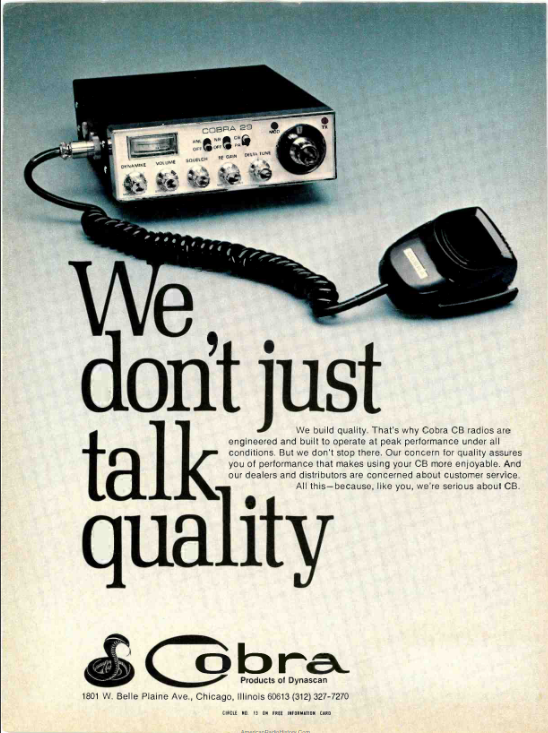 COBRA 29
MOD
TX
DYNAMIKE VOLUME SQUELCH RF GAIN DELTA TUNE
We
don't just
talk
quality
We build quality. That's why Cobra CB radios are
engineered and built to operate at peak performance under all
conditions. But we don't stop there. Our concern for quality assures
you of performance that makes using your CB more enjoyable. And
our dealers and distributors are concerned about customer service.
All this—because, like you, we're serious about CB.
Cobra
Products of Dynascan
1801 W. Belle Plaine Ave., Chicago, Illinois 60613 (312) 327-7270
CIRCLE NO. 13 ON FREE INFORMATION CARD
AmericanRadioHistory.Com